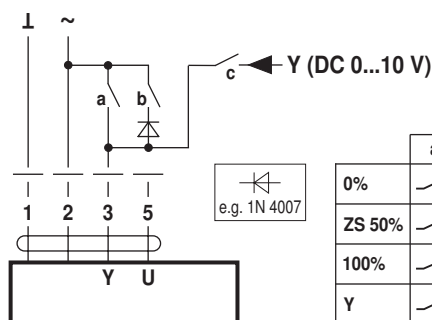 ⊥ ~
Y (DC 0...10 V)
c
a b
1 2 3 5
Y U
e.g. 1N 4007
a
0%
ZS 50%
100%
Y